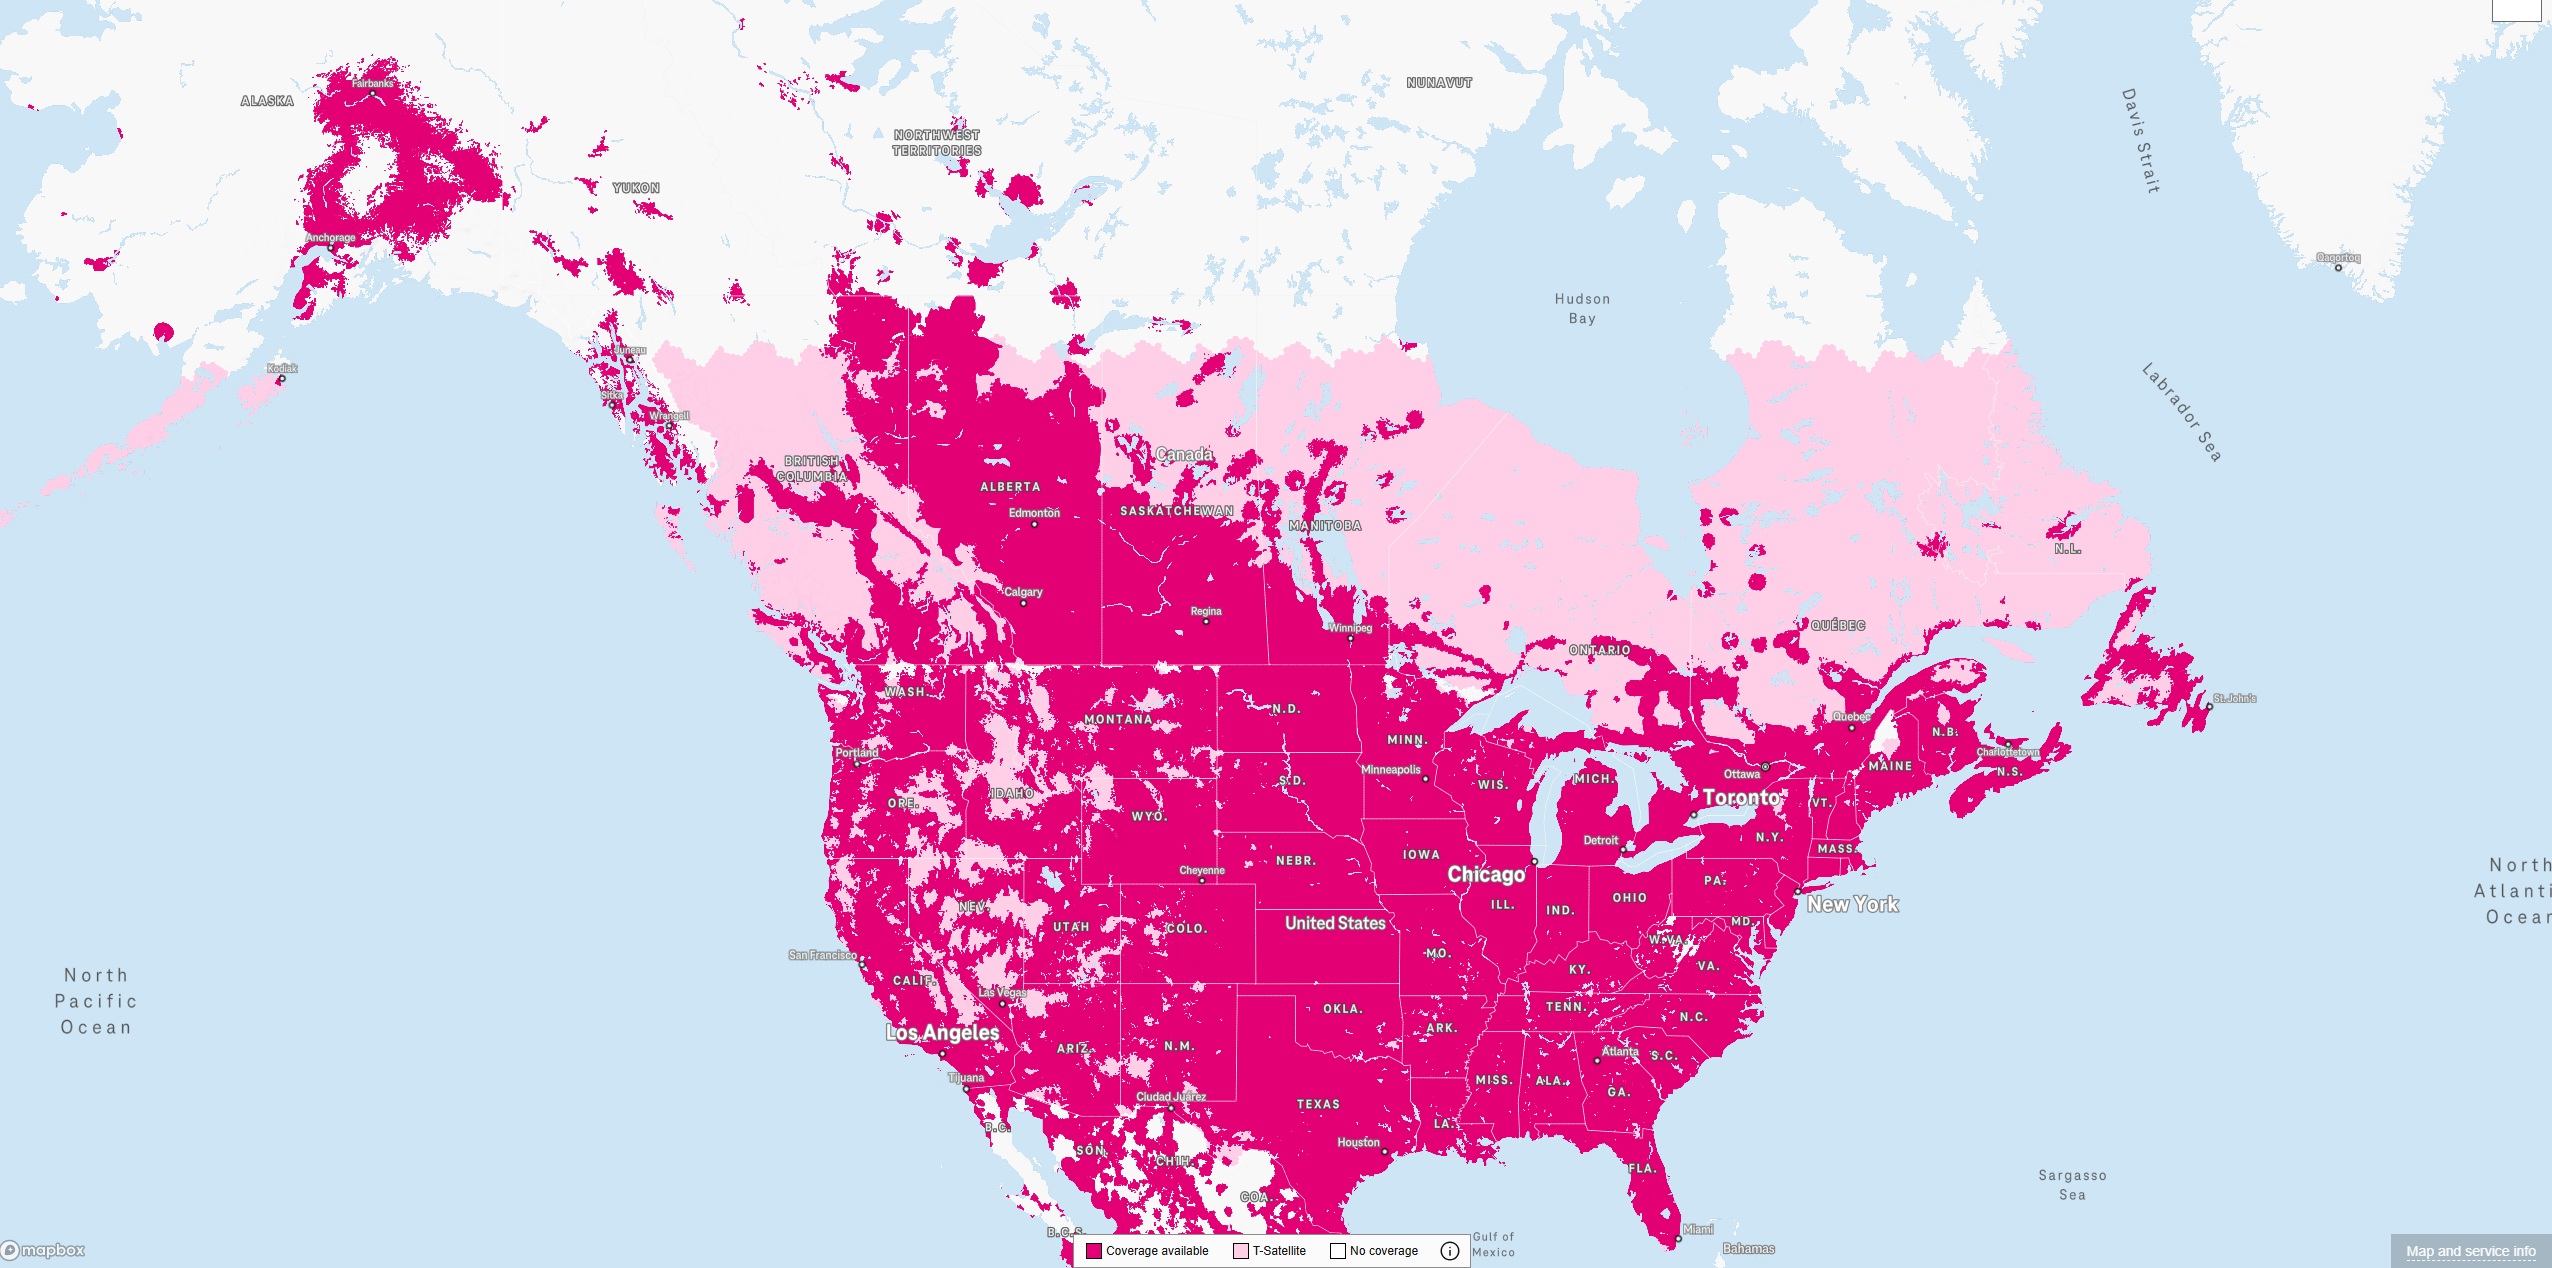 Fairbanks
ALASKA
NUNAVUT
Davis Strait
NORTHWEST
TERRITORIES
YUKON
Anchorage
Qaqortoq
Hudson
Bay
Juneau
Kodiak
Sitka
Wrangell
Labrador Sea
BRITISH
COLUMBIA
Canada
ALBERTA
Edmonton
SASKATCHEWAN
MANITOBA
N.L.
Calgary
Regina
Winnipeg
QUÉBEC
ONTARIO
WASH.
St. John's
MONTANA
N.D.
Quebec
N.B.
MINN.
Portland
Charlottetown
MAINE
N.S.
Minneapolis
Ottawa
S.D.
WIS.
MICH.
IDAHO
Toronto
ORE.
VT.
WYO.
Detroit
N.Y.
MASS.
IOWA
NEBR.
North
Atlanti
Ocean
Cheyenne
Chicago
PA.
OHIO
New York
NEV.
ILL.
IND.
UTAH
COLO.
United States
MD.
W.VA.
San Francisco
MO.
VA.
KY.
North
Pacific
Ocean
CALIF.
Las Vegas
OKLA.
TENN.
N.C.
Los Angeles
ARK.
ARIZ.
N.M.
Atlanta
S.C.
Tijuana
MISS.
ALA.
GA.
Ciudad Juárez
TEXAS
B.C.
LA.
Houston
SON.
CHIH.
FLA.
Sargasso
Sea
COA.
B.C.S.
Miami
Gulf of
Mexico
Bahamas
mapbox
Coverage available
T-Satellite
No coverage
Map and service info